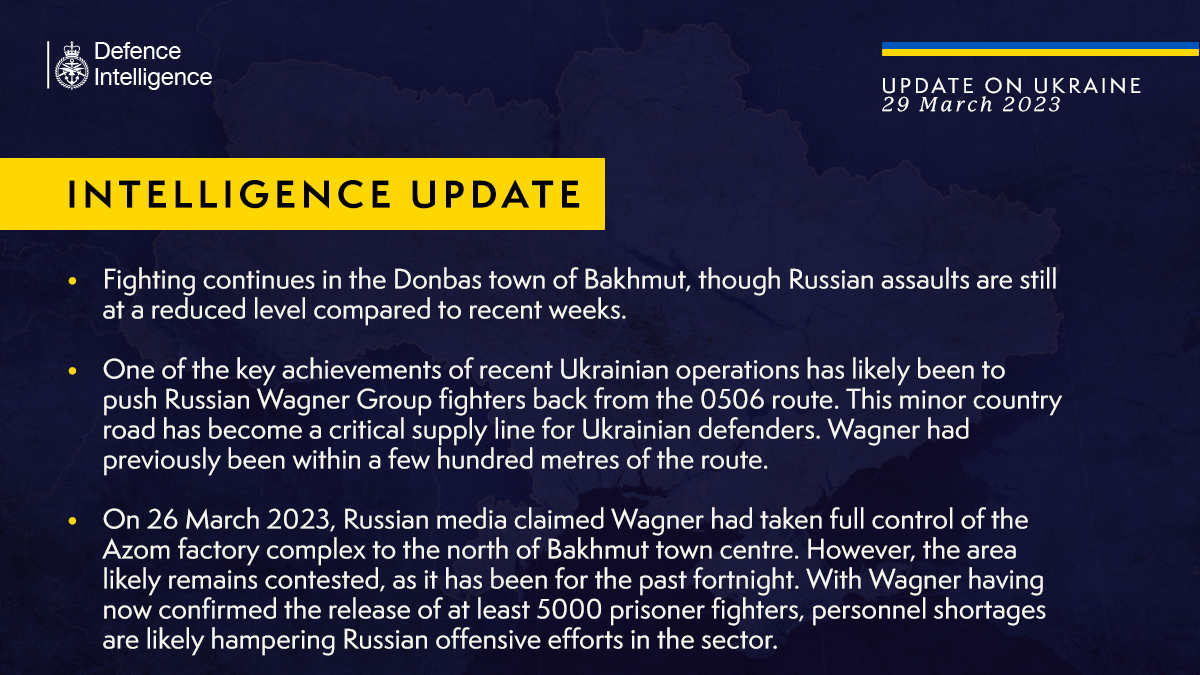 Defence
Intelligence
UPDATE ON UKRAINE
29 March 2023
INTELLIGENCE UPDATE
• Fighting continues in the Donbas town of Bakhmut, though Russian assaults are still
at a reduced level compared to recent weeks.
• One of the key achievements of recent Ukrainian operations has likely been to
push Russian Wagner Group fighters back from the 0506 route. This minor country
road has become a critical supply line for Ukrainian defenders. Wagner had
previously been within a few hundred metres of the route.
• On 26 March 2023, Russian media claimed Wagner had taken full control of the
Azom factory complex to the north of Bakhmut town centre. However, the area
likely remains contested, as it has been for the past fortnight. With Wagner having
now confirmed the release of at least 5000 prisoner fighters, personnel shortages
are likely hampering Russian offensive efforts in the sector.